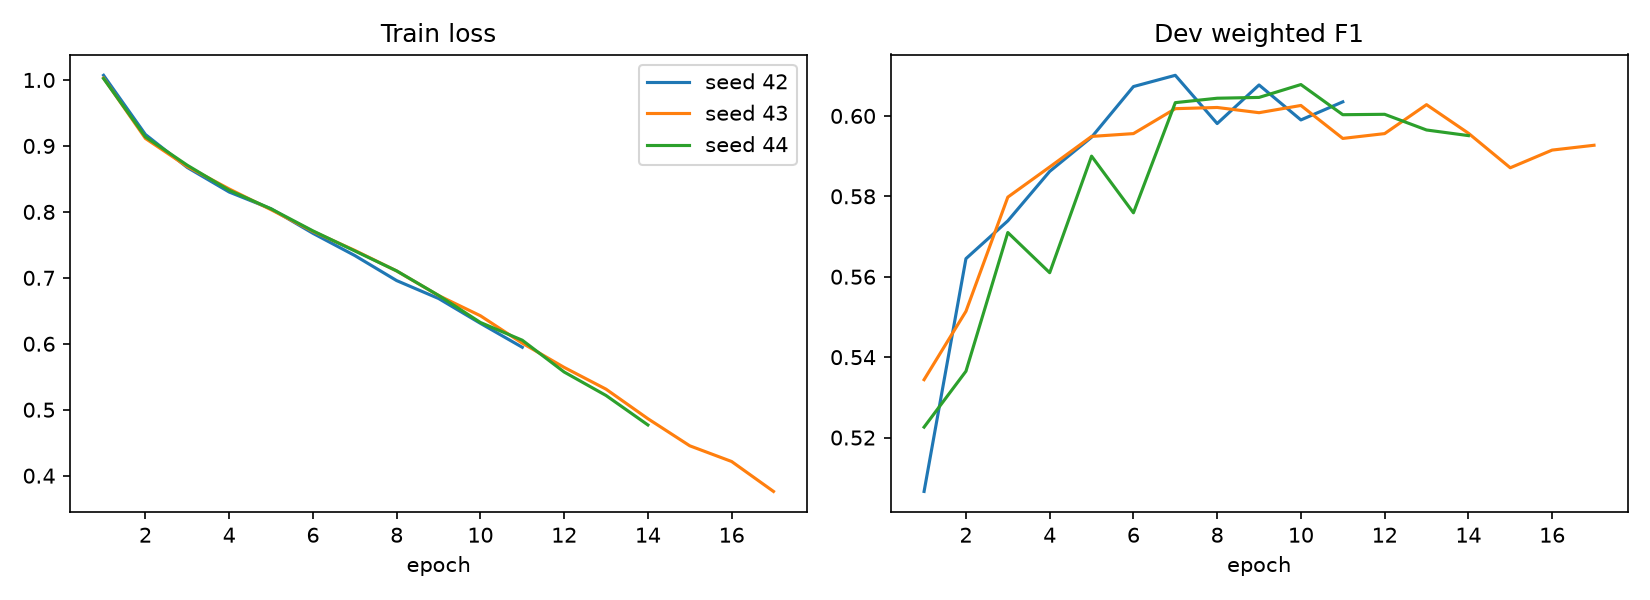 Train loss
1.0
0.9
0.8
0.7
0.6
0.5
0.4
seed 42
seed 43
seed 44
2 4 6 8 10 12 14 16
epoch
Dev weighted F1
0.60
0.58
0.56
0.54
0.52
2 4 6 8 10 12 14 16
epoch